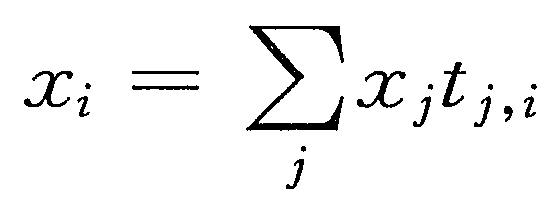 x_i = \sum_j x_j t_{j,i}